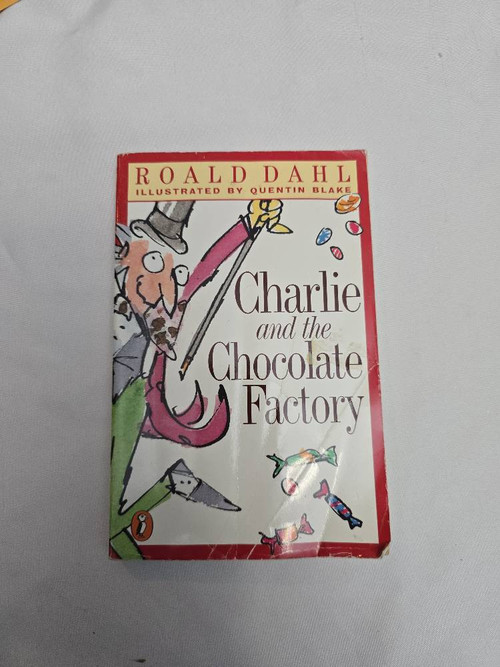 ROALD DAHL
ILLUSTRATED BY QUENTIN BLAKE
Charlie
and the
Chocolate
Factory